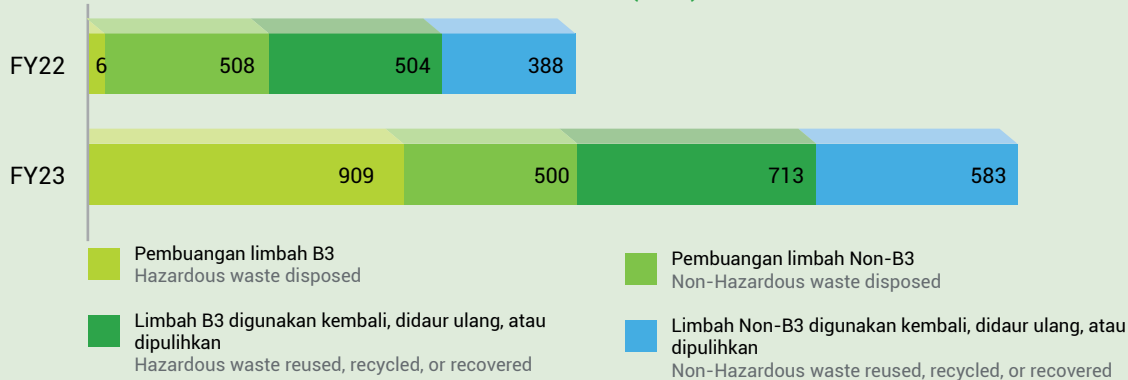 FY22
6 508 504 388
FY23
909 500 713 583
Pembuangan limbah B3
Hazardous waste disposed
Limbah B3 digunakan kembali, didaur ulang, atau
dipulihkan
Hazardous waste reused, recycled, or recovered
Pembuangan limbah Non-B3
Non-Hazardous waste disposed
Limbah Non-B3 digunakan kembali, didaur ulang, atau
dipulihkan
Non-Hazardous waste reused, recycled, or recovered